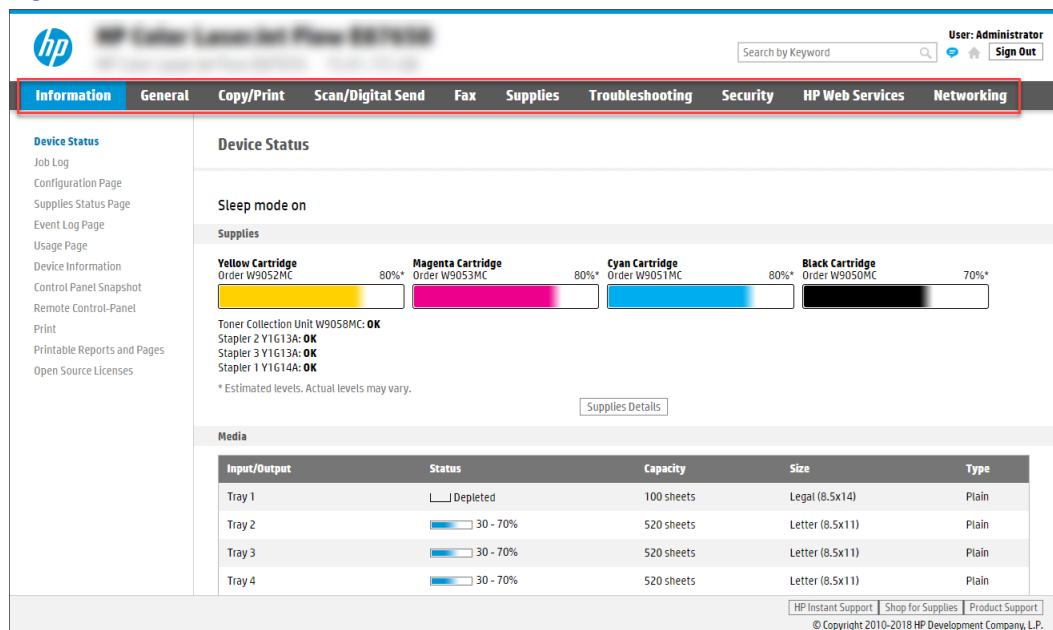 hp
User: Administrator
Search by Keyword
Sign Out
Information General Copy/Print Scan/Digital Send Fax Supplies Troubleshooting Security HP Web Services Networking
Device Status
Job Log
Configuration Page
Supplies Status Page
Event Log Page
Usage Page
Device Information
Control Panel Snapshot
Remote Control-Panel
Print
Printable Reports and Pages
Open Source Licenses
Device Status
Sleep mode on
Supplies
Yellow Cartridge Magenta Cartridge Cyan Cartridge Black Cartridge
Order W9052MC 80%* Order W9053MC 80%* Order W9051MC 80%* Order W9050MC 70%*
Toner Collection Unit W9058MC: OK
Stapler 2 Y1G13A: OK
Stapler 3 Y1G13A: OK
Stapler 1 Y1G14A: OK
* Estimated levels. Actual levels may vary.
Supplies Details
Media
Input/Output Status Capacity Size Type
Tray 1 Depleted 100 sheets Legal (8.5x14) Plain
Tray 2 30 - 70% 520 sheets Letter (8.5x11) Plain
Tray 3 30 - 70% 520 sheets Letter (8.5x11) Plain
Tray 4 30 - 70% 520 sheets Letter (8.5x11) Plain
HP Instant Support Shop for Supplies Product Support
© Copyright 2010-2018 HP Development Company, L.P.